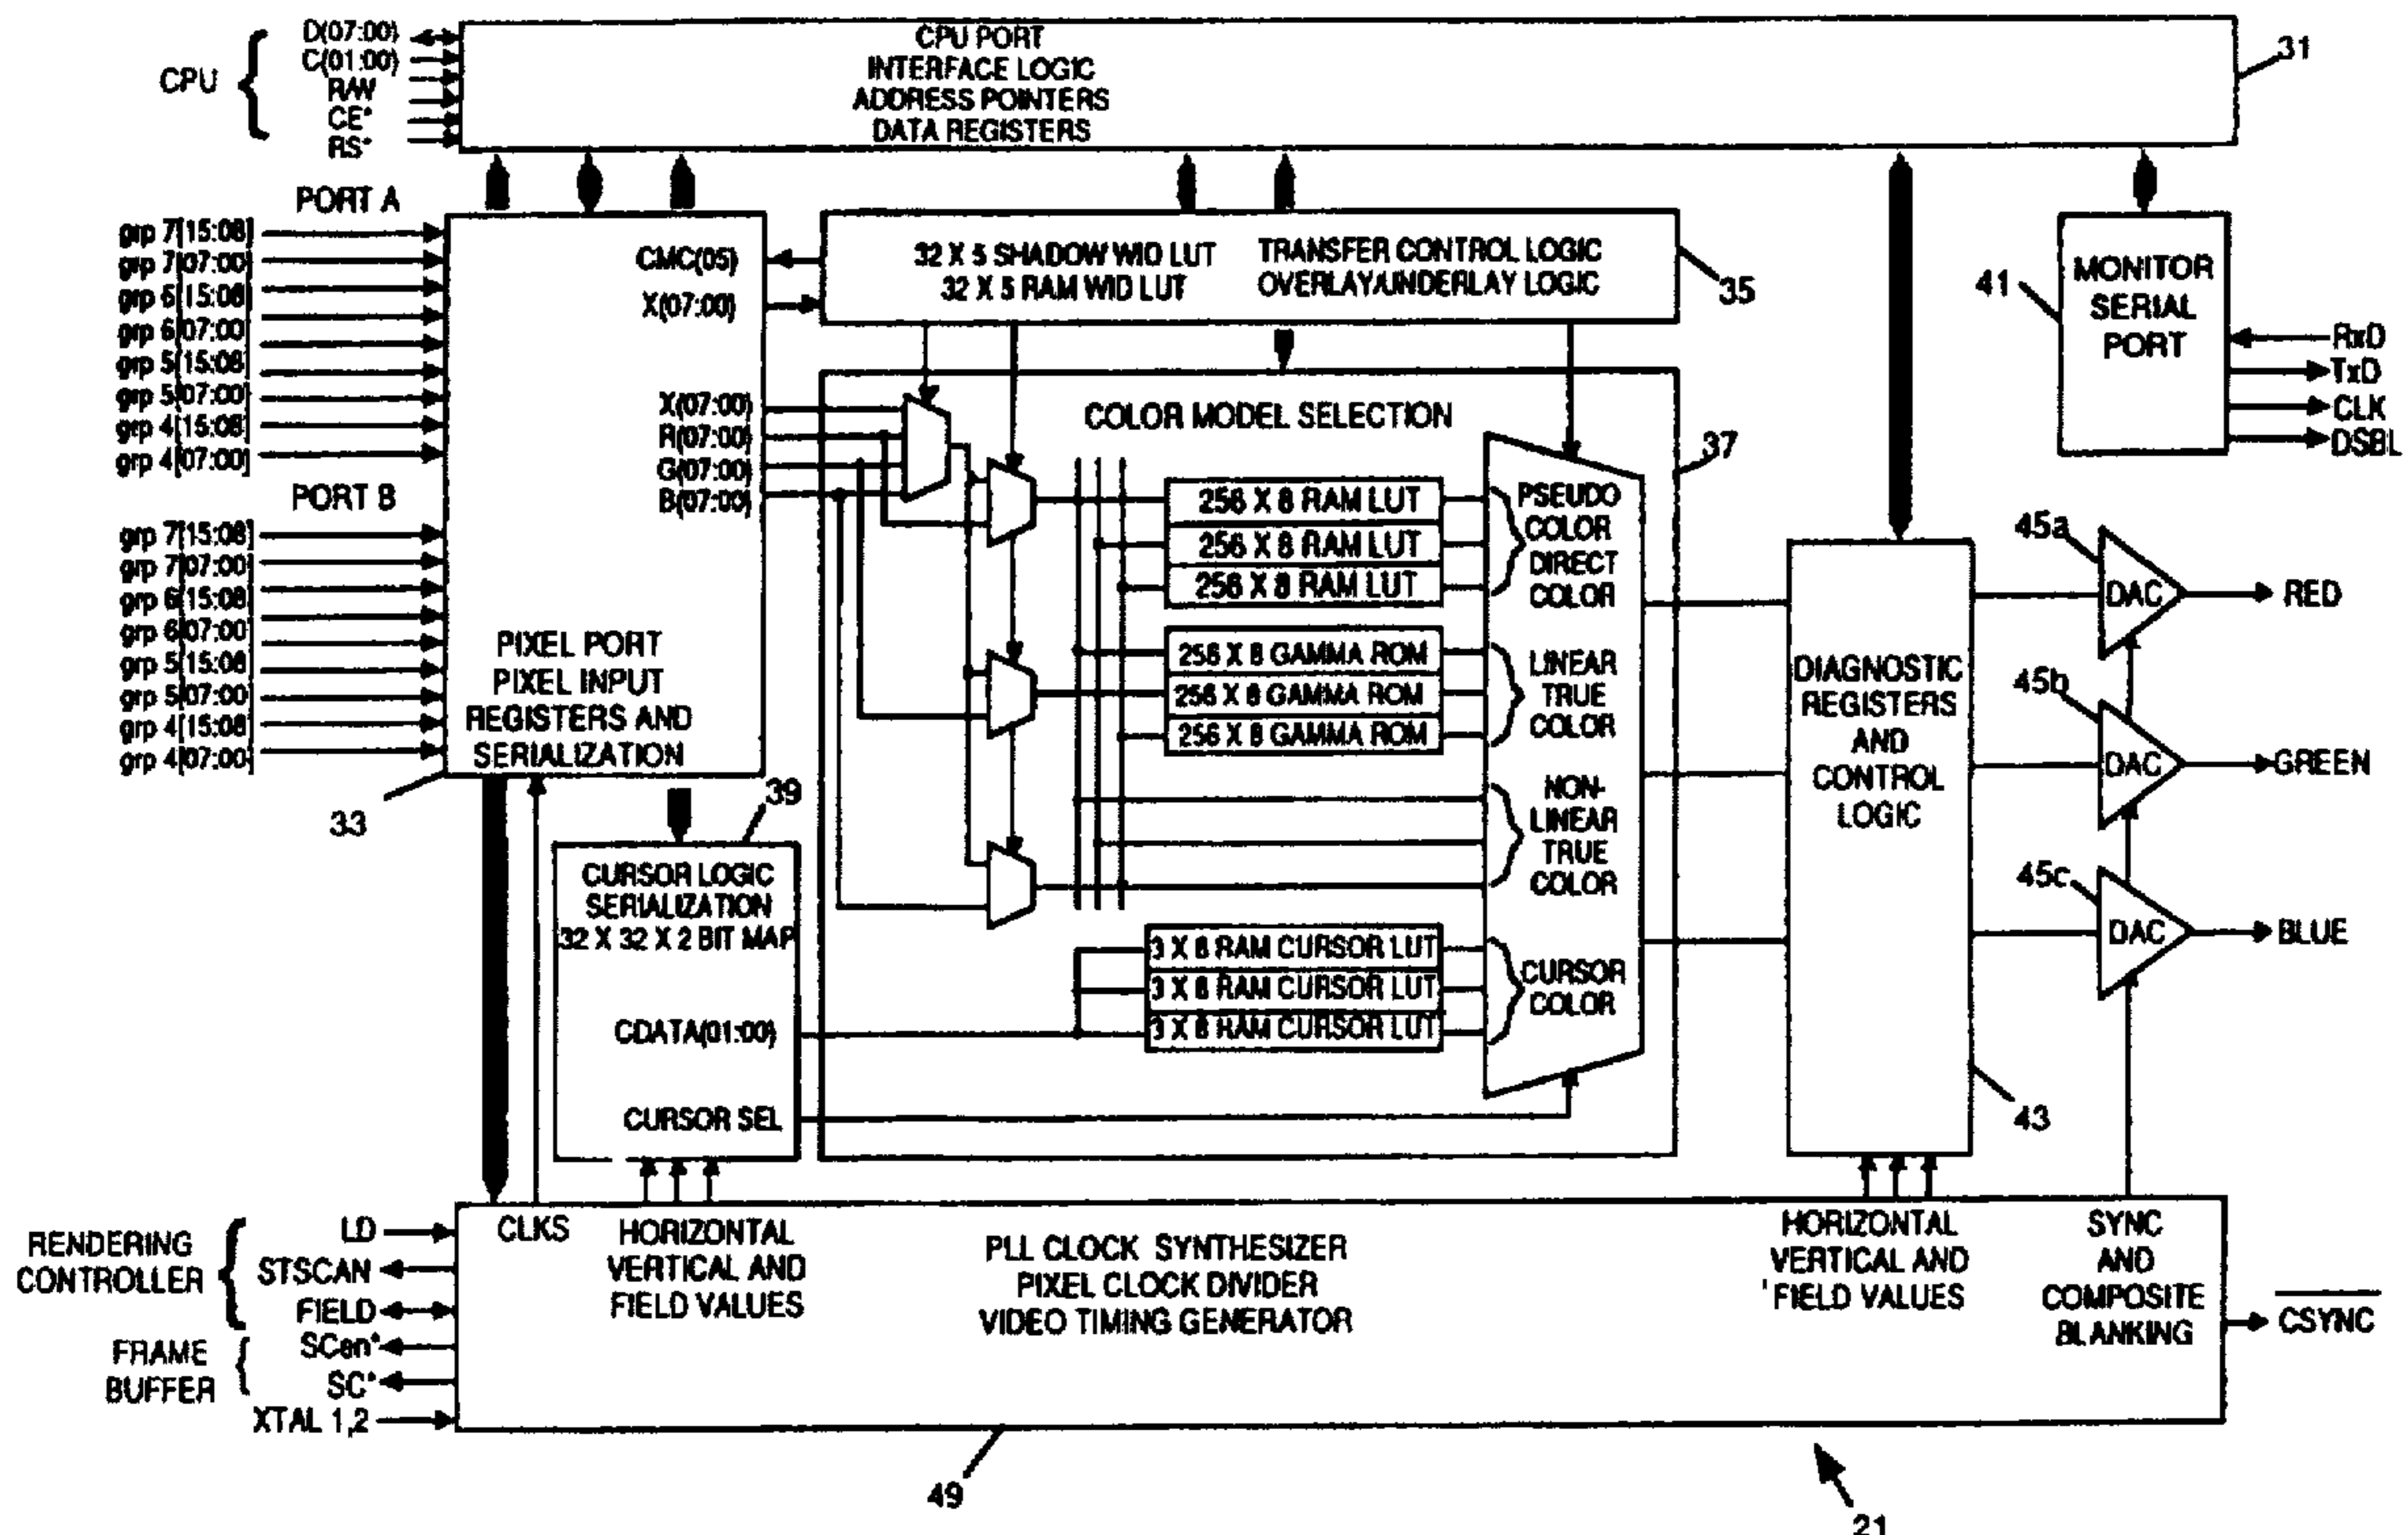 CPU
D(07:00)
C(01:00)
R/W
CE*
RS*
CPU PORT
INTERFACE LOGIC
ADDRESS POINTERS
DATA REGISTERS
31
PORT A
grp 7[15:08]
grp 7[07:00]
grp 6[15:08]
grp 6[07:00]
grp 5[15:08]
grp 5[07:00]
grp 4[15:08]
grp 4[07:00]
PORT B
grp 7[15:08]
grp 7[07:00]
grp 6[15:08]
grp 6[07:00]
grp 5[15:08]
grp 5[07:00]
grp 4[15:08]
grp 4[07:00]
CMC(05)
X(07:00)
X(07:00)
R(07:00)
G(07:00)
B(07:00)
PIXEL PORT
PIXEL INPUT
REGISTERS AND
SERIALIZATION
33
32 X 5 SHADOW WID LUT
32 X 5 RAM WID LUT
TRANSFER CONTROL LOGIC
OVERLAY/UNDERLAY LOGIC
35
COLOR MODEL SELECTION
37
256 X 8 RAM LUT
256 X 8 RAM LUT
256 X 8 RAM LUT
PSEUDO
COLOR
DIRECT
COLOR
256 X 8 GAMMA ROM
256 X 8 GAMMA ROM
256 X 8 GAMMA ROM
LINEAR
TRUE
COLOR
NON-
LINEAR
TRUE
COLOR
3 X 8 RAM CURSOR LUT
3 X 8 RAM CURSOR LUT
3 X 8 RAM CURSOR LUT
CURSOR
COLOR
39
CURSOR LOGIC
SERIALIZATION
32 X 32 X 2 BIT MAP
CDATA(01:00)
CURSOR SEL
41
MONITOR
SERIAL
PORT
RxD
TxD
CLK
DSBL
DIAGNOSTIC
REGISTERS
AND
CONTROL
LOGIC
43
45a
DAC
RED
45b
DAC
GREEN
45c
DAC
BLUE
RENDERING
CONTROLLER
LD
STSCAN
FIELD
FRAME
BUFFER
SCen*
SC*
XTAL 1,2
CLKS
HORIZONTAL
VERTICAL AND
FIELD VALUES
PLL CLOCK SYNTHESIZER
PIXEL CLOCK DIVIDER
VIDEO TIMING GENERATOR
HORIZONTAL
VERTICAL AND
FIELD VALUES
SYNC
AND
COMPOSITE
BLANKING
CSYNC
49
21